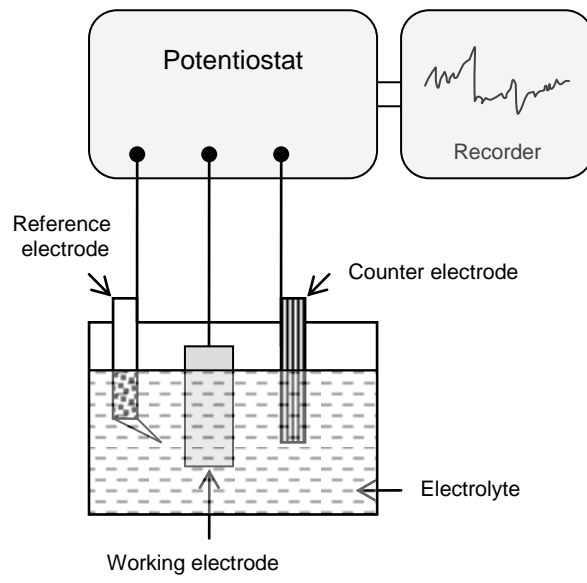 Potentiostat
Recorder
Reference
electrode
Counter electrode
Electrolyte
Working electrode